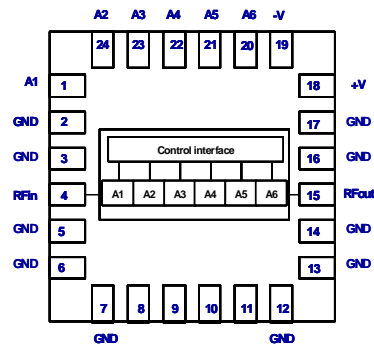 A2 A3 A4 A5 A6 -V
24 23 22 21 20 19
A1 1 18 +V
GND 2 17 GND
Control interface
GND 3 16 GND
RFin 4 A1 A2 A3 A4 A5 A6 15 RFout
GND 5 14 GND
GND 6 13 GND
7 8 9 10 11 12
GND GND